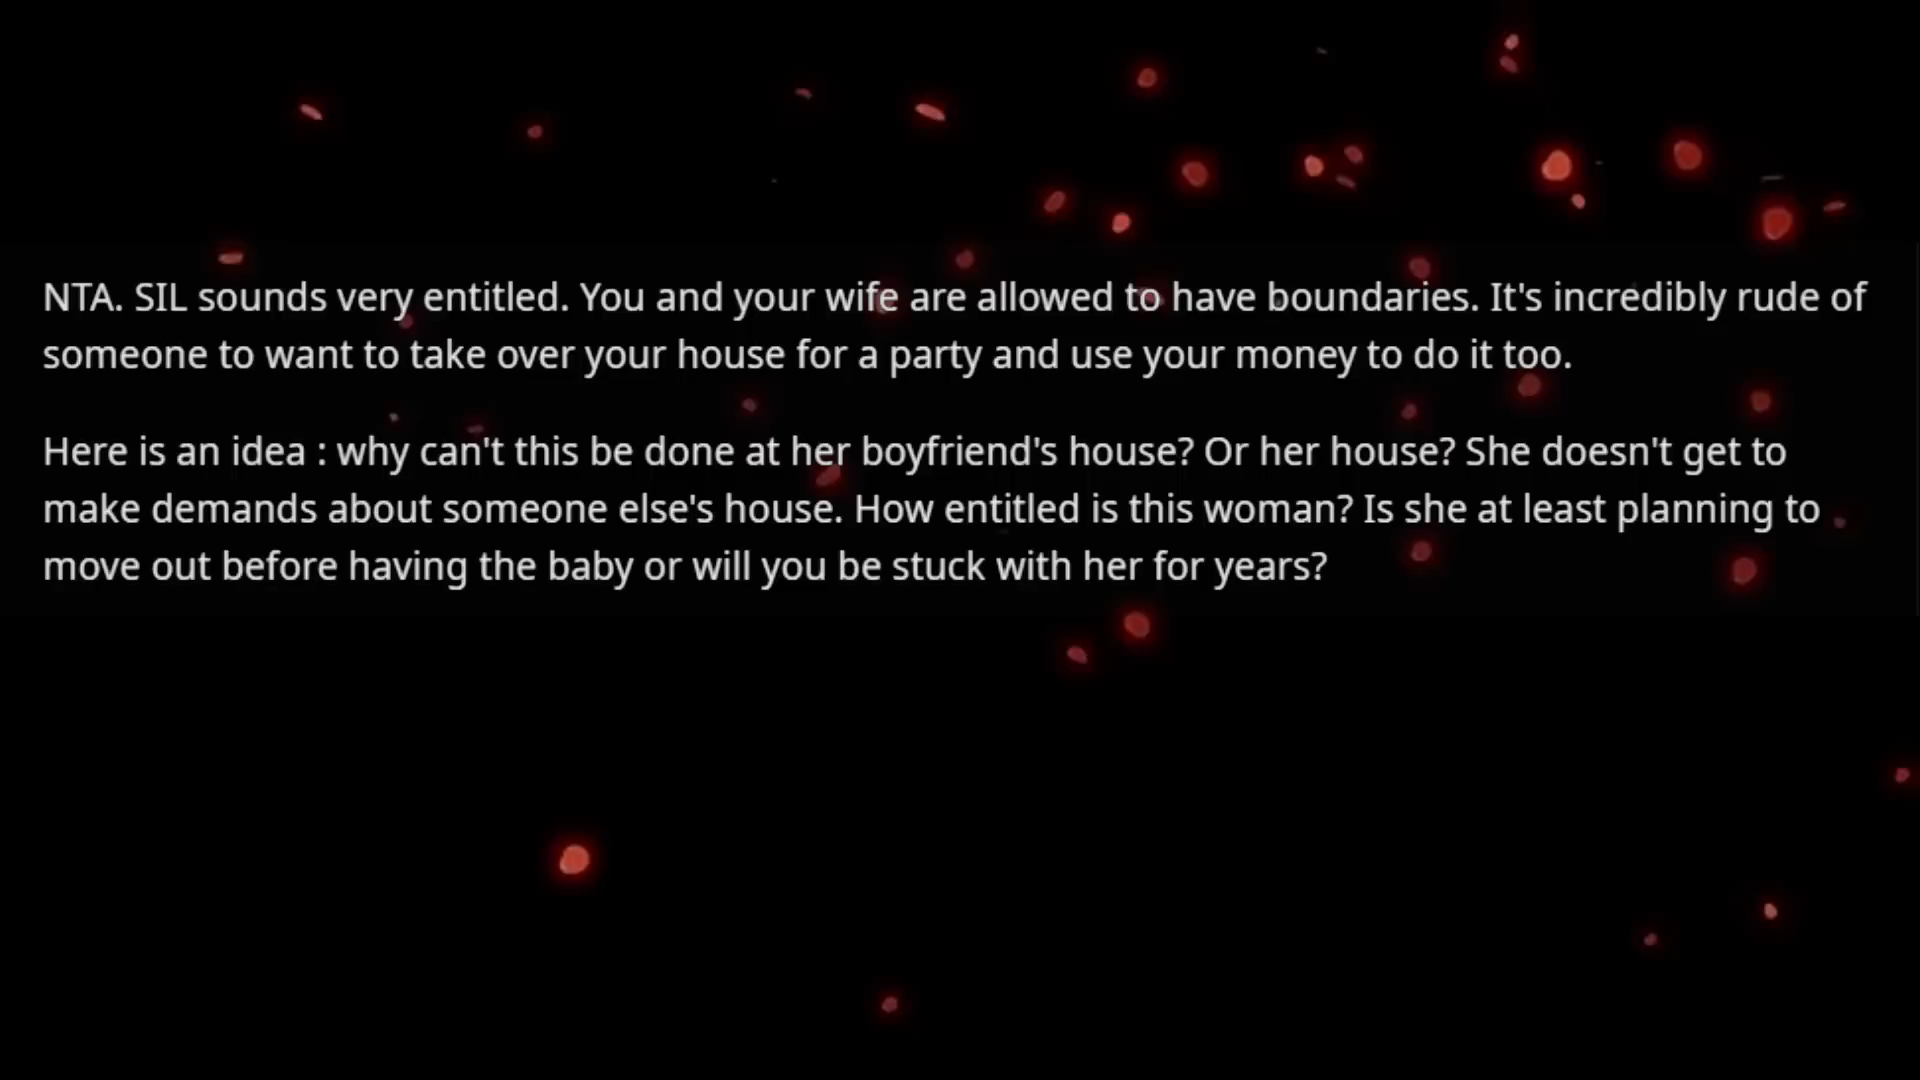 NTA. SIL sounds very entitled. You and your wife are allowed to have boundaries. It's incredibly rude of
someone to want to take over your house for a party and use your money to do it too.
Here is an idea : why can't this be done at her boyfriend's house? Or her house? She doesn't get to
make demands about someone else's house. How entitled is this woman? Is she at least planning to
move out before having the baby or will you be stuck with her for years?